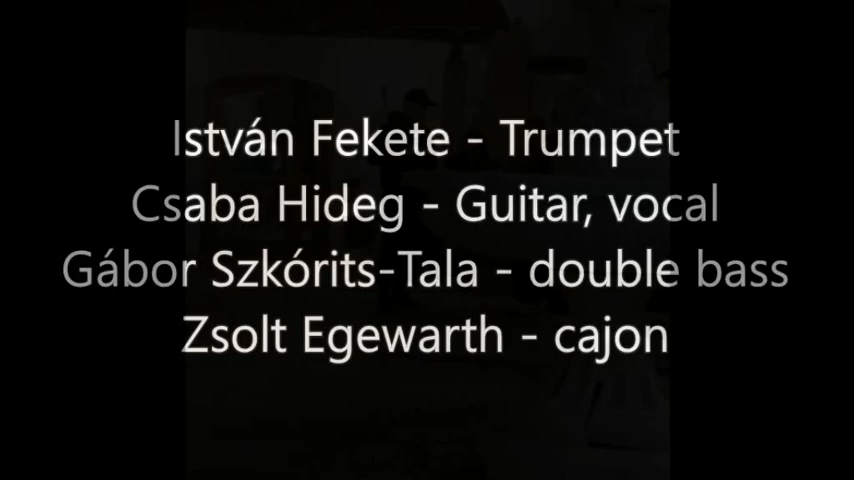 István Fekete - Trumpet
Csaba Hideg - Guitar, vocal
Gábor Szkórits-Tala - double bass
Zsolt Egewarth - cajon